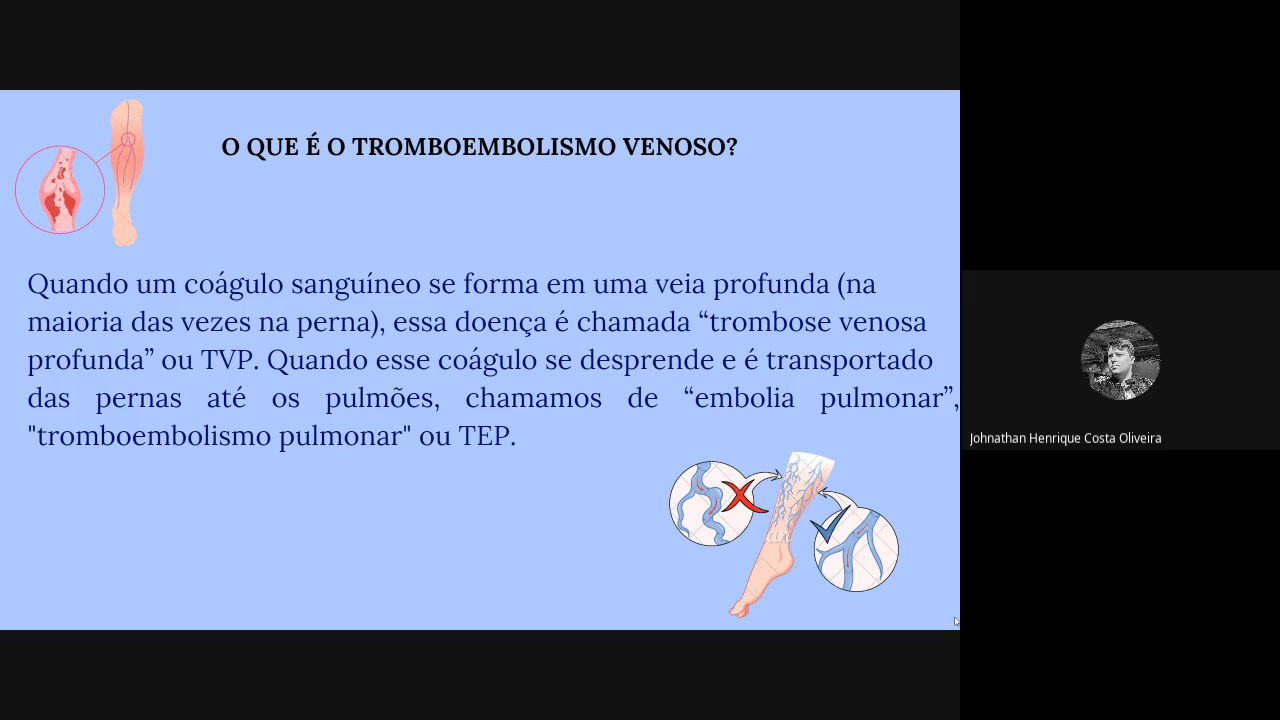 O QUE É O TROMBOEMBOLISMO VENOSO?
Quando um coágulo sanguíneo se forma em uma veia profunda (na
maioria das vezes na perna), essa doença é chamada “trombose venosa
profunda” ou TVP. Quando esse coágulo se desprende e é transportado
das pernas até os pulmões, chamamos de “embolia pulmonar”,
"tromboembolismo pulmonar" ou TEP.
Johnathan Henrique Costa Oliveira